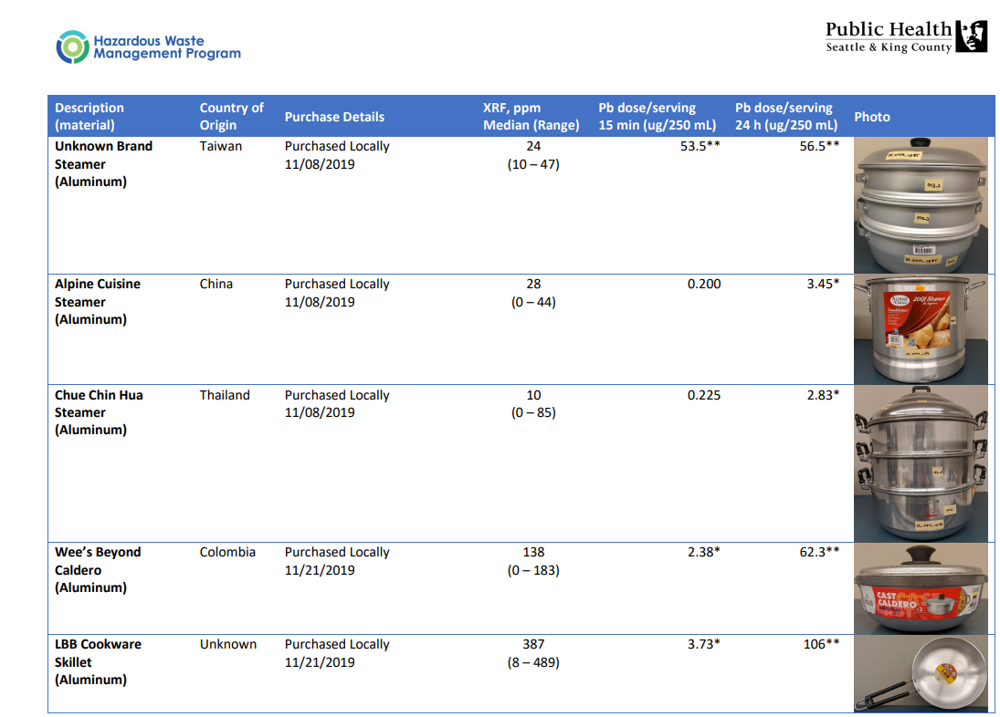 Hazardous Waste
Management Program
Public Health
Seattle & King County
Description (material) Country of Origin Purchase Details XRF, ppm Median (Range) Pb dose/serving 15 min (ug/250 mL) Pb dose/serving 24 h (ug/250 mL) Photo
Unknown Brand Taiwan Purchased Locally 24 53.5** 56.5**
Steamer 11/08/2019 (10 – 47)
(Aluminum)
Alpine Cuisine China Purchased Locally 28 0.200 3.45*
Steamer 11/08/2019 (0 – 44)
(Aluminum)
ALPINE
Chue Chin Hua Thailand Purchased Locally 10 0.225 2.83*
Steamer 11/08/2019 (0 – 85)
(Aluminum)
Wee's Beyond Colombia Purchased Locally 138 2.38* 62.3**
Caldero 11/21/2019 (0 – 183)
(Aluminum)
CAST
CALDERO
LBB Cookware Unknown Purchased Locally 387 3.73* 106**
Skillet 11/21/2019 (8 – 489)
(Aluminum)
LBB